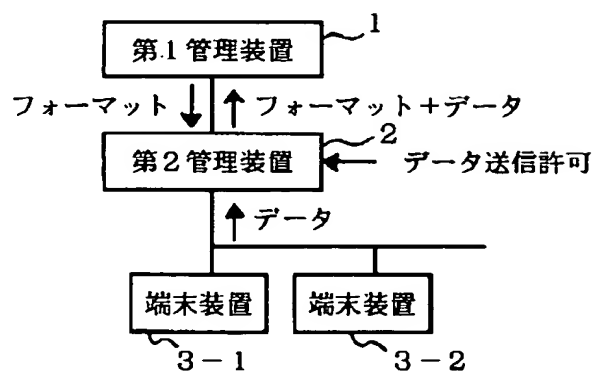 第1管理装置
1
フォーマット
フォーマット+データ
2
第2管理装置
データ送信許可
データ
端末装置
端末装置
3-1
3-2